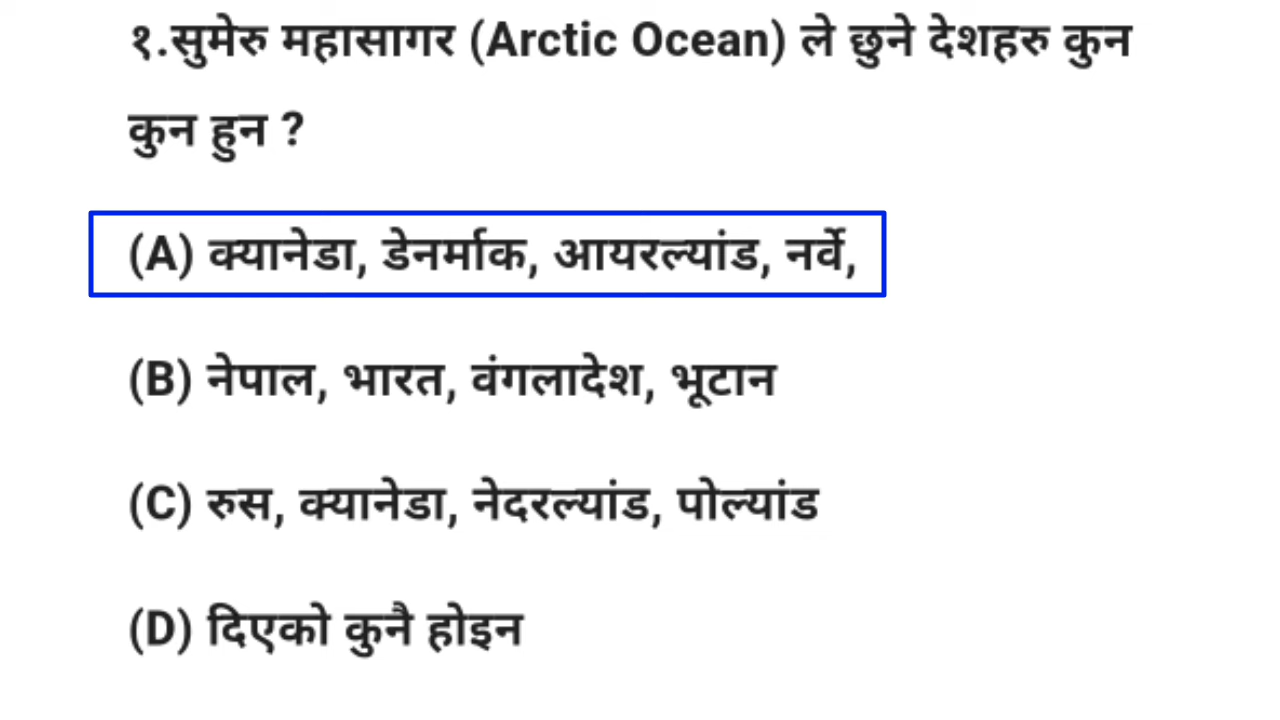 १.सुमेरु महासागर (Arctic Ocean) ले छुने देशहरु कुन
कुन हुन ?
(A) क्यानेडा, डेनर्माक, आयरल्यांड, नर्वे,
(B) नेपाल, भारत, वंगलादेश, भूटान
(C) रुस, क्यानेडा, नेदरल्यांड, पोल्यांड
(D) दिएको कुनै होइन